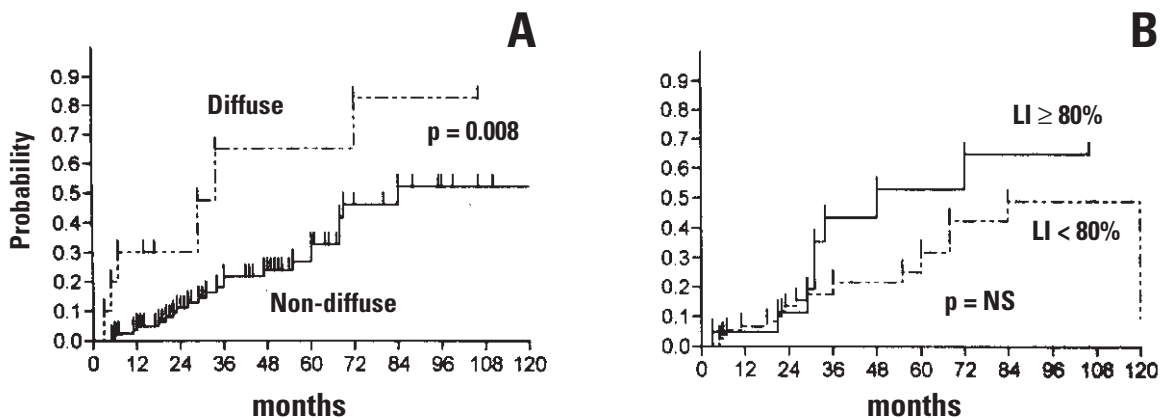 A
Probability
0.9
0.8
0.7
0.6
0.5
0.4
0.3
0.2
0.1
0.0
Diffuse
p = 0.008
Non-diffuse
0 12 24 36 48 60 72 84 96 108 120
months
B
0.9
0.8
0.7
0.6
0.5
0.4
0.3
0.2
0.1
0.0
LI ≥ 80%
LI < 80%
p = NS
0 12 24 36 48 60 72 84 96 108 120
months